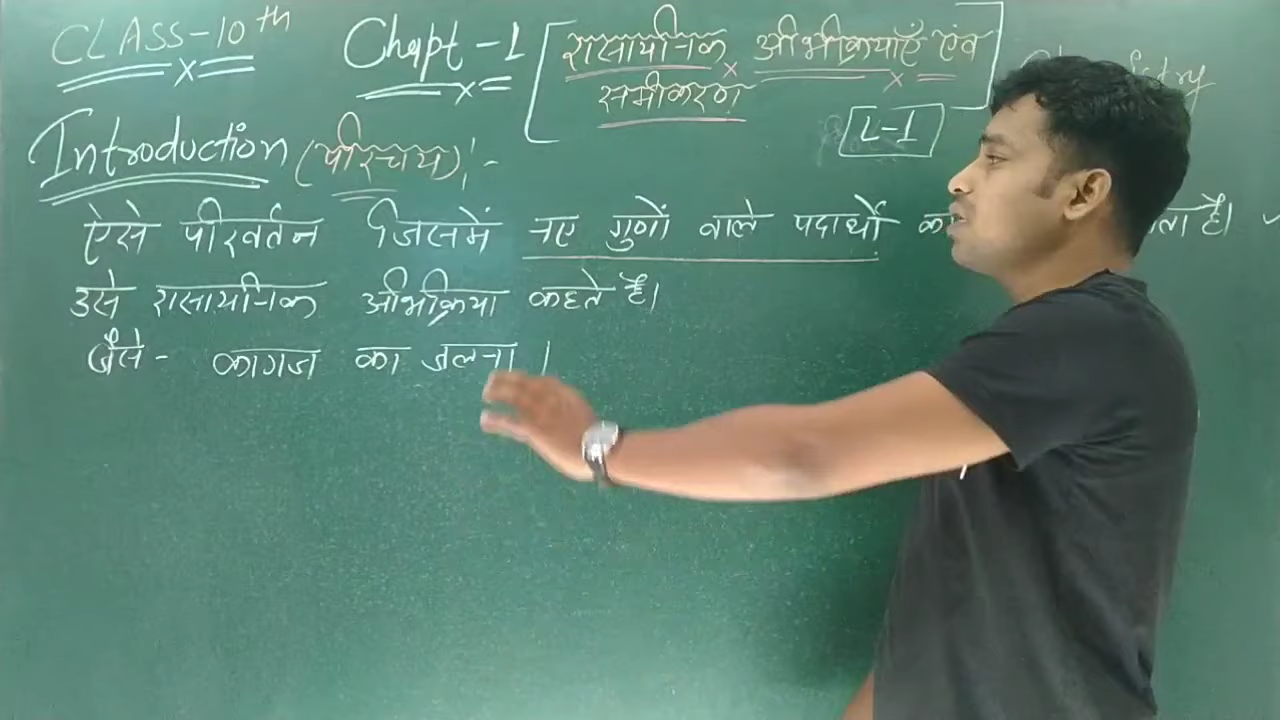 CLASS-10th Chapt-1 [रासायनिक अभिक्रियाएँ एंव
समीकरण]
L-1
Introduction (परिचय):-
ऐसे परिवर्तन जिसमें नए गुणों वाले पदार्थो है।
उसे रासायनिक अभिक्रिया कहते है।
जैसे- कागज का जलना।